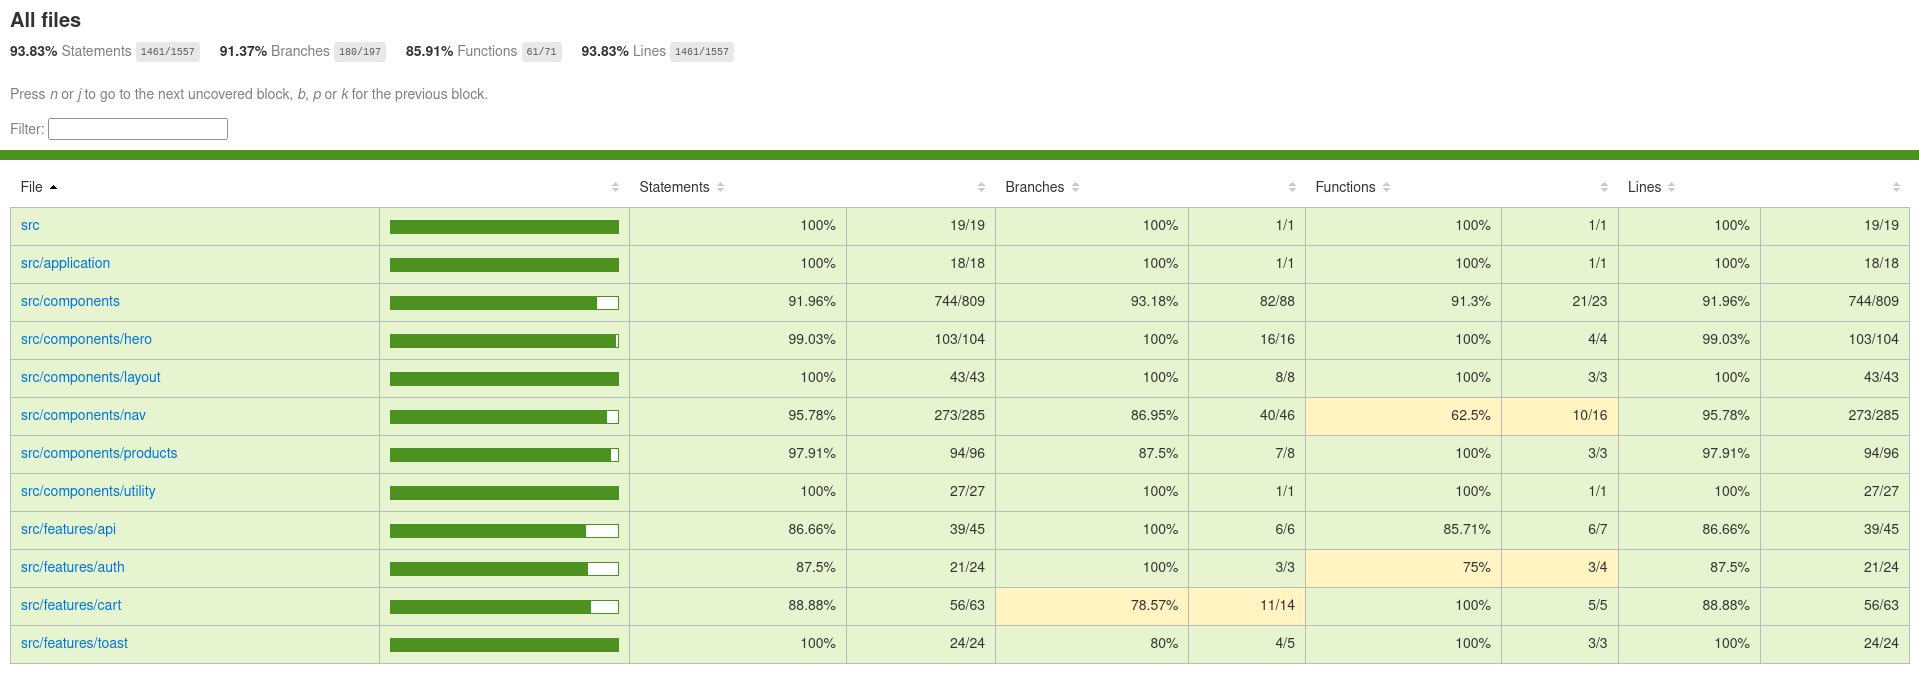 All files
93.83% Statements 1461/1557 91.37% Branches 180/197 85.91% Functions 61/71 93.83% Lines 1461/1557
Press n or j to go to the next uncovered block, b, p or k for the previous block.
Filter:
File Statements Branches Functions Lines
src 100% 19/19 100% 1/1 100% 1/1 100% 19/19
src/application 100% 18/18 100% 1/1 100% 1/1 100% 18/18
src/components 91.96% 744/809 93.18% 82/88 91.3% 21/23 91.96% 744/809
src/components/hero 99.03% 103/104 100% 16/16 100% 4/4 99.03% 103/104
src/components/layout 100% 43/43 100% 8/8 100% 3/3 100% 43/43
src/components/nav 95.78% 273/285 86.95% 40/46 62.5% 10/16 95.78% 273/285
src/components/products 97.91% 94/96 87.5% 7/8 100% 3/3 97.91% 94/96
src/components/utility 100% 27/27 100% 1/1 100% 1/1 100% 27/27
src/features/api 86.66% 39/45 100% 6/6 85.71% 6/7 86.66% 39/45
src/features/auth 87.5% 21/24 100% 3/3 75% 3/4 87.5% 21/24
src/features/cart 88.88% 56/63 78.57% 11/14 100% 5/5 88.88% 56/63
src/features/toast 100% 24/24 80% 4/5 100% 3/3 100% 24/24